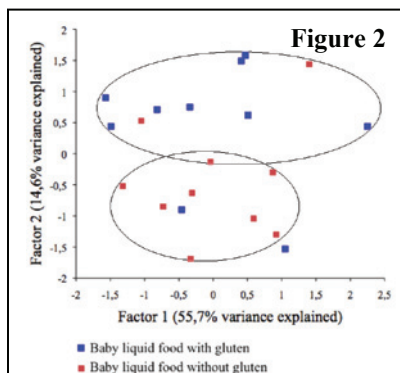 Figure 2
2
1,5
1
0,5
0
-0,5
-1
-1,5
-2
Factor 2 (14,6% variance explained)
-2 -1,5 -1 -0,5 0 0,5 1 1,5 2 2,5
Factor 1 (55,7% variance explained)
Baby liquid food with gluten
Baby liquid food without gluten